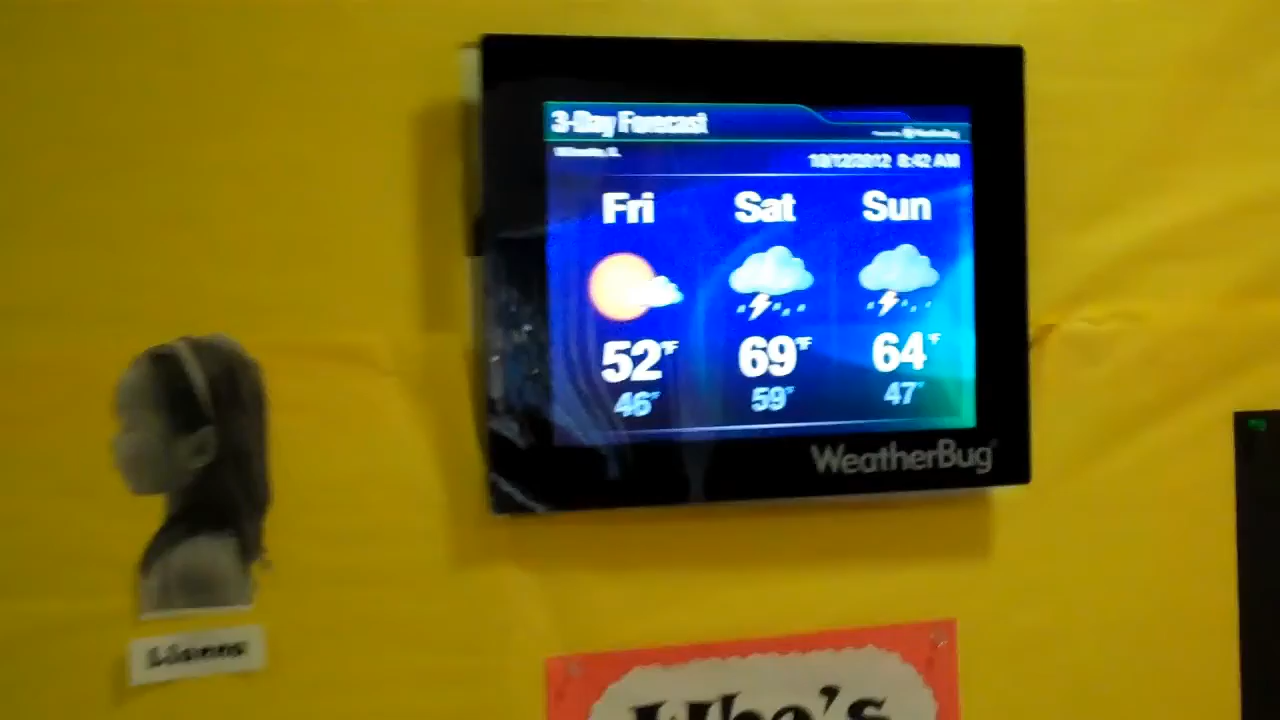 3-Day Forecast
10/12/2012 8:42 AM
Fri Sat Sun
52°F 69°F 64°F
46° 59° 47°
WeatherBug
Who's